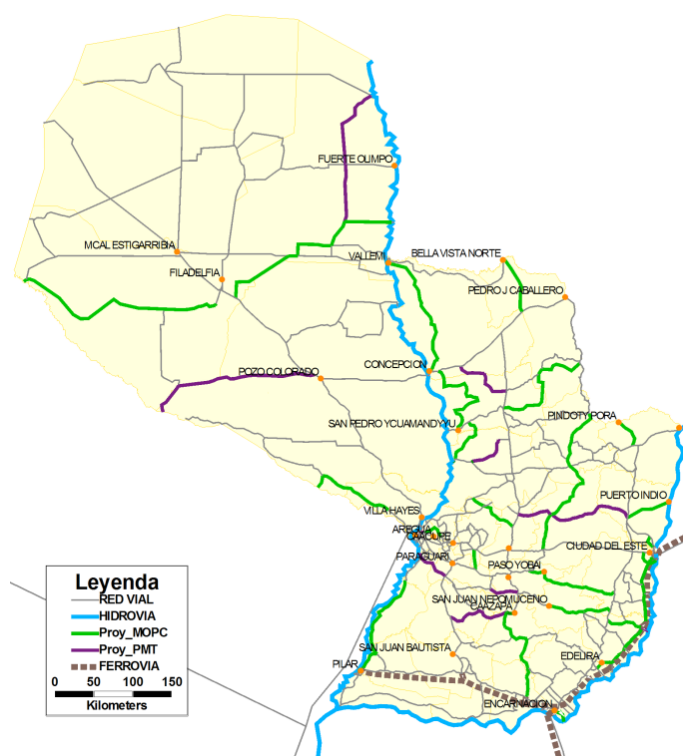 FUERTE OLIMPO
MCAL ESTIGARRIBIA
VALLEMI
BELLA VISTA NORTE
FILADELFIA
PEDRO J CABALLERO
CONCEPCION
POZO COLORADO
SAN PEDRO YCUAMANDYYU
PINDOTY PORA
PUERTO INDIO
VILLA HAYES
AREGUA
CAACUPE
CIUDAD DEL ESTE
PARAGUARI
PASO YOBAI
SAN JUAN NEPOMUCENO
CAAZAPA
SAN JUAN BAUTISTA
EDELIRA
PILAR
ENCARNACION
Leyenda
RED VIAL
HIDROVIA
Proy_MOPC
Proy_PMT
FERROVIA
0 50 100 150
Kilometers